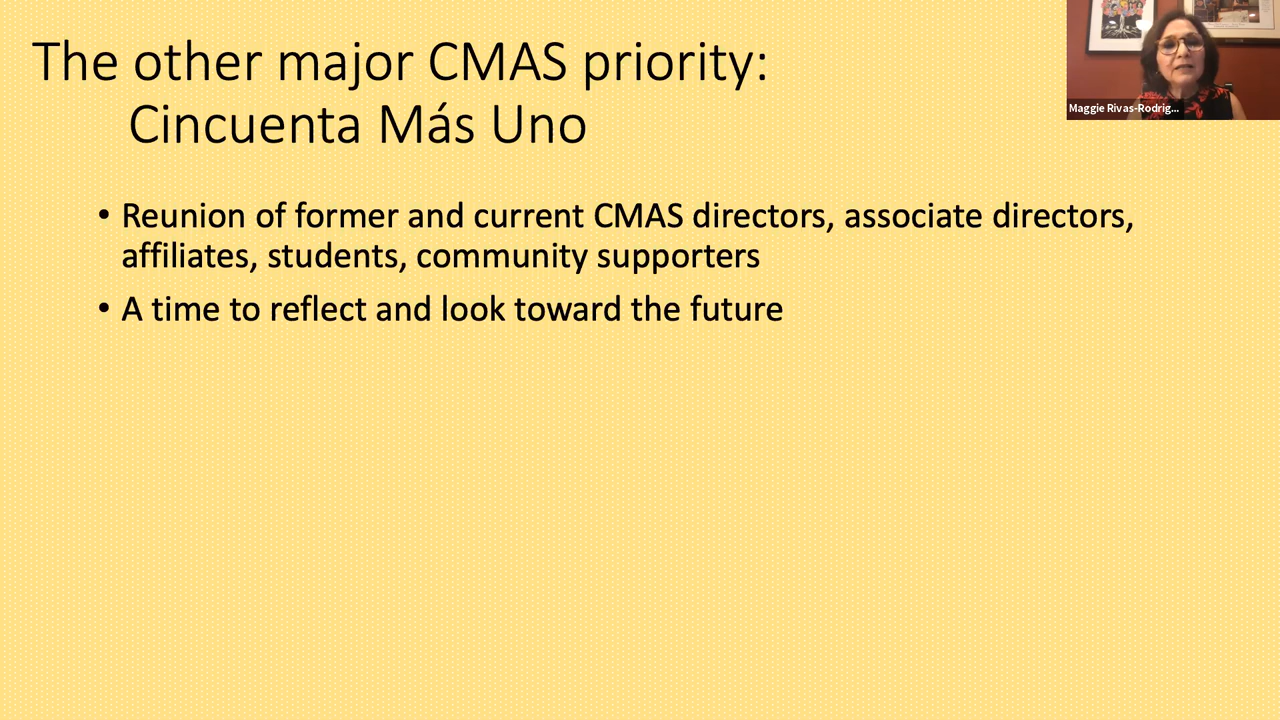 The other major CMAS priority:
Cincuenta Más Uno
Maggie Rivas-Rodrig...
• Reunion of former and current CMAS directors, associate directors,
affiliates, students, community supporters
• A time to reflect and look toward the future